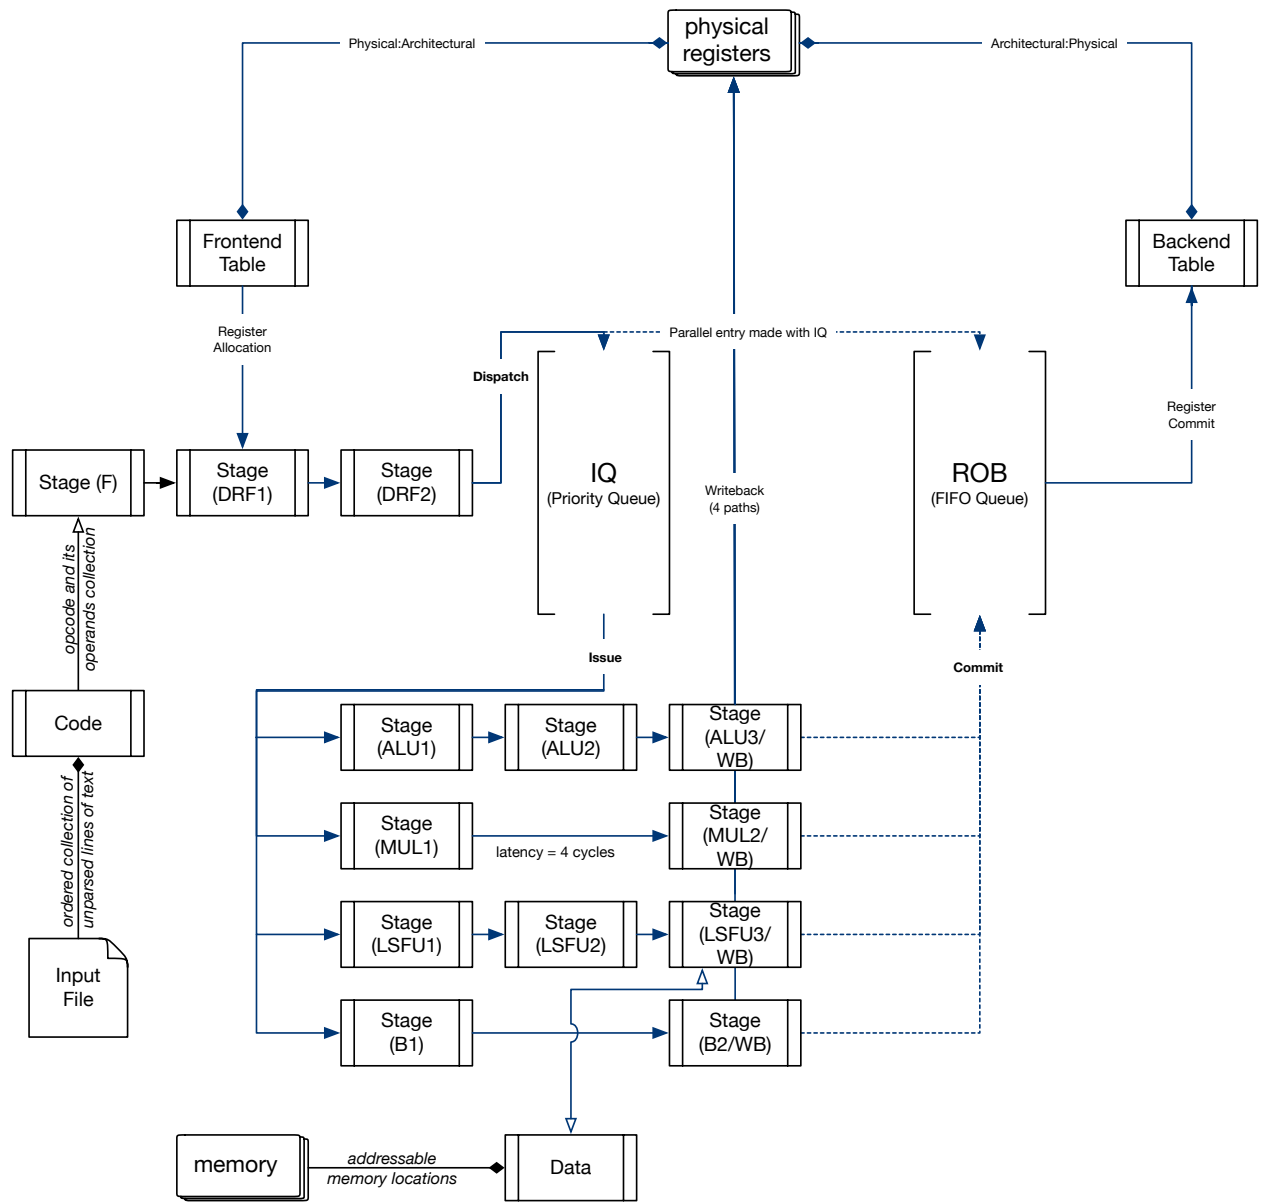 physical
registers
Physical:Architectural
Architectural:Physical
Frontend
Table
Backend
Table
Register
Allocation
Parallel entry made with IQ
Dispatch
Register
Commit
Stage (F)
Stage
(DRF1)
Stage
(DRF2)
IQ
(Priority Queue)
Writeback
(4 paths)
ROB
(FIFO Queue)
opcode and its
operands collection
Issue
Commit
Code
Stage
(ALU1)
Stage
(ALU2)
Stage
(ALU3/
WB)
ordered collection of
unparsed lines of text
Stage
(MUL1)
latency = 4 cycles
Stage
(MUL2/
WB)
Stage
(LSFU1)
Stage
(LSFU2)
Stage
(LSFU3/
WB)
Input
File
Stage
(B1)
Stage
(B2/WB)
memory
addressable
memory locations
Data